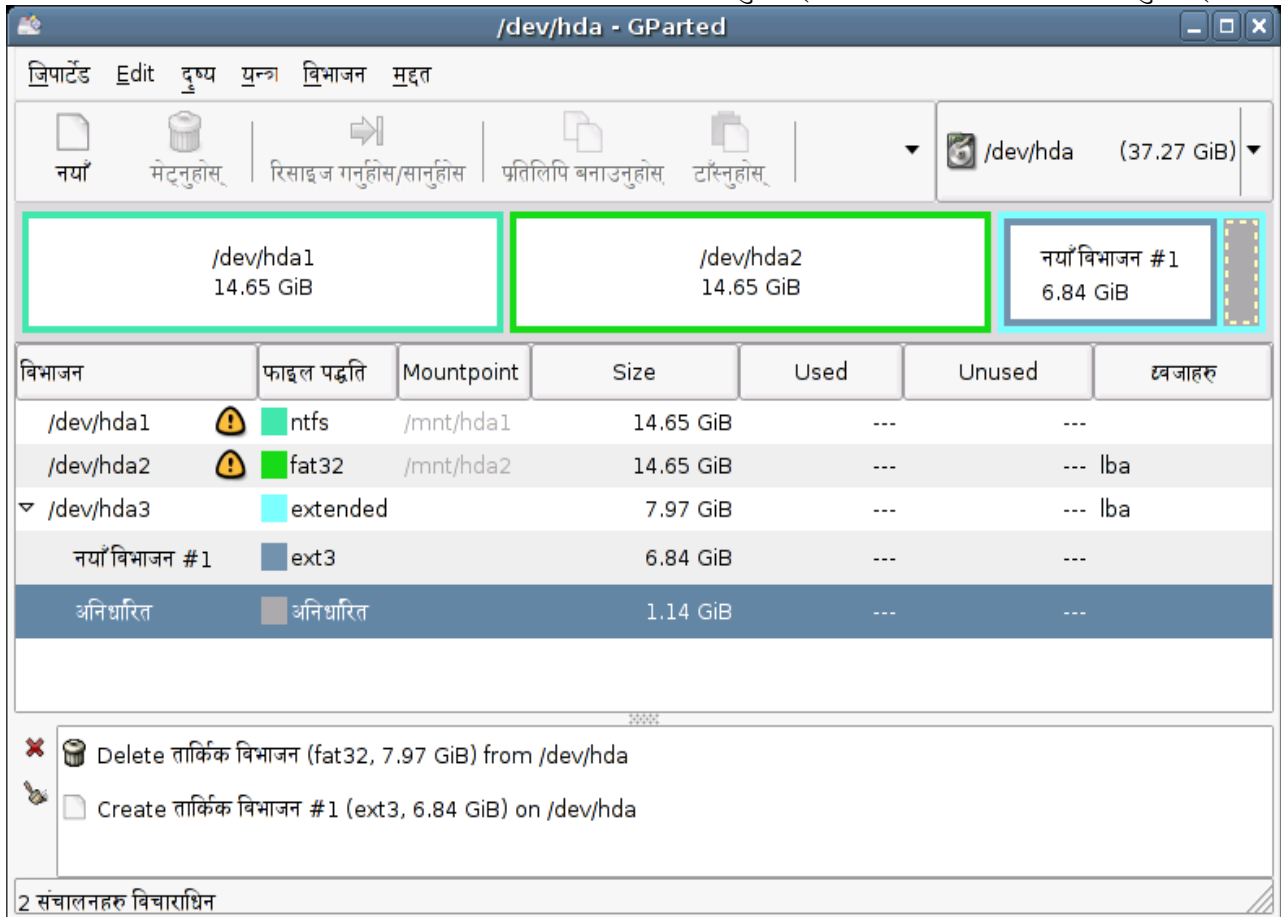 /dev/hda - GParted
जिपार्टेड Edit दृष्य यन्त्र विभाजन मद्दत
नयाँ मेट्नुहोस् रिसाइज गर्नुहोस/सार्नुहोस प्रतिलिपि बनाउनुहोस् टाँस्नुहोस् /dev/hda (37.27 GiB)
/dev/hda1 /dev/hda2 नयाँ विभाजन #1
14.65 GiB 14.65 GiB 6.84 GiB
विभाजन फाइल पद्धति Mountpoint Size Used Unused ध्वजाहरु
/dev/hda1 ntfs /mnt/hda1 14.65 GiB --- ---
/dev/hda2 fat32 /mnt/hda2 14.65 GiB --- --- lba
/dev/hda3 extended 7.97 GiB --- --- lba
नयाँ विभाजन #1 ext3 6.84 GiB --- ---
अनिर्धारित अनिर्धारित 1.14 GiB --- ---
Delete तार्किक विभाजन (fat32, 7.97 GiB) from /dev/hda
Create तार्किक विभाजन #1 (ext3, 6.84 GiB) on /dev/hda
2 संचालनहरु विचाराधिन